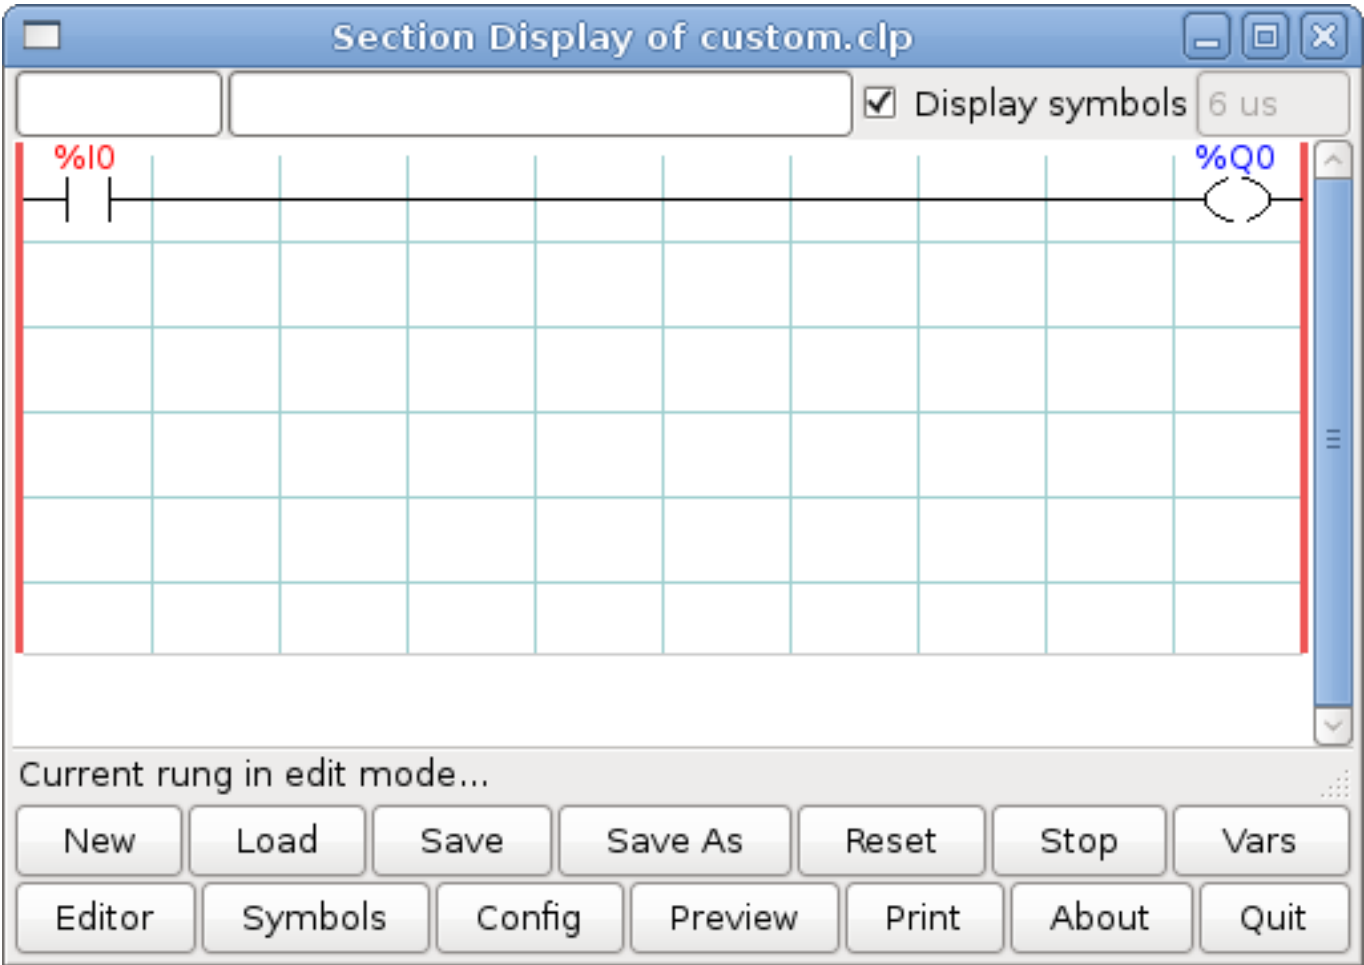 Section Display of custom.clp
Display symbols 6 us
%I0 %Q0
Current rung in edit mode...
New Load Save Save As Reset Stop Vars
Editor Symbols Config Preview Print About Quit